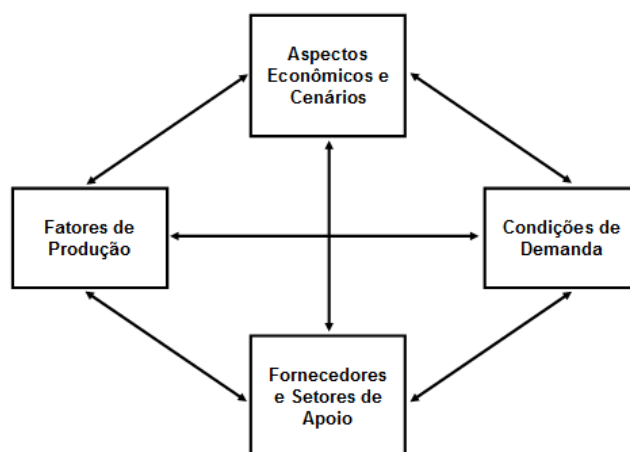 Aspectos
Econômicos e
Cenários
Fatores de
Produção
Condições de
Demanda
Fornecedores
e Setores de
Apoio